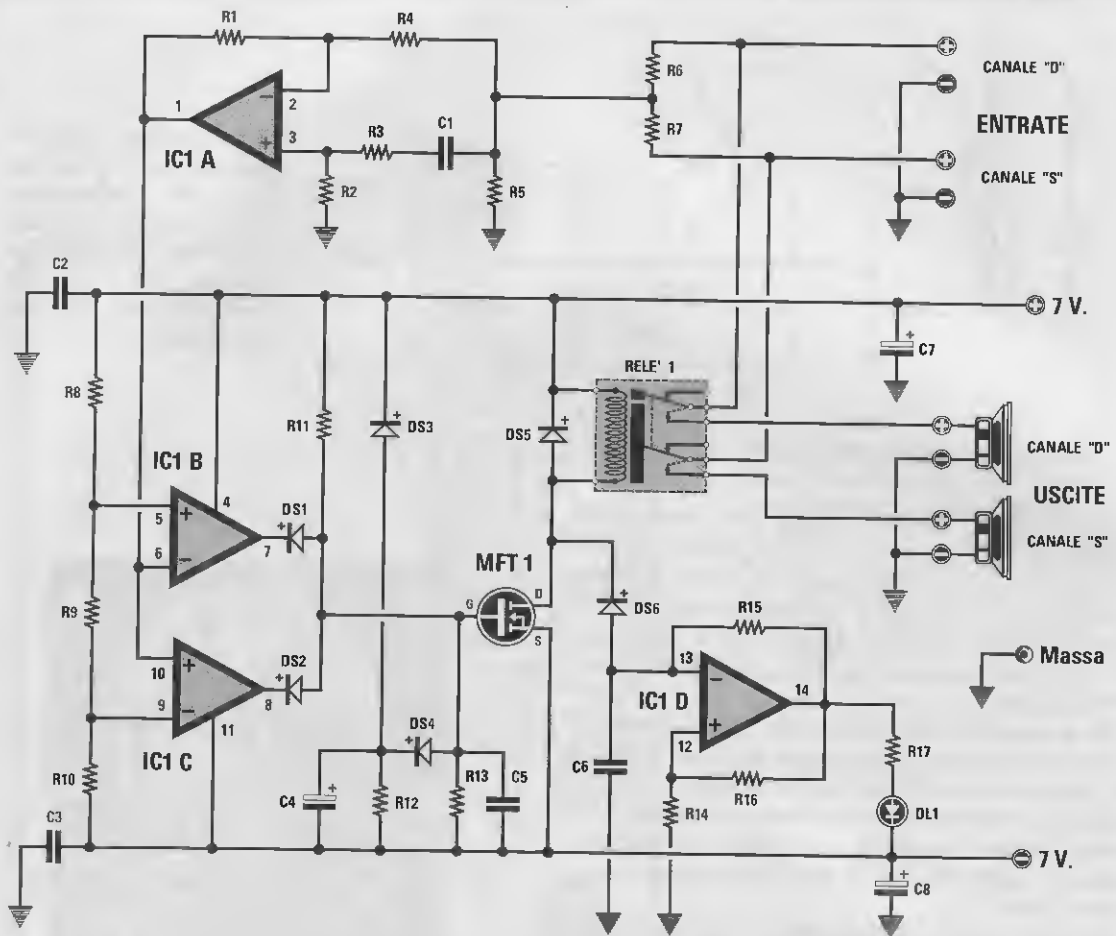 R1
R4
R6
CANALE "D"
1
2
3
-
+
IC1 A
R3
C1
R7
ENTRATE
R2
R5
CANALE "S"
C2
+ 7 V.
+
C7
R8
R11
DS3
+
RELE' 1
DS5
+
IC1 B
5
+
4
6
-
7
DS1
+
CANALE "D"
USCITE
CANALE "S"
MFT 1
G
D
S
R9
10
+
9
-
8
11
DS2
+
IC1 C
DS6
+
R15
13
-
IC1 D
14
12
+
Massa
DS4
+
R10
C4
+
R12
R13
C5
C6
R14
R16
R17
DL1
C3
- 7 V.
+
C8